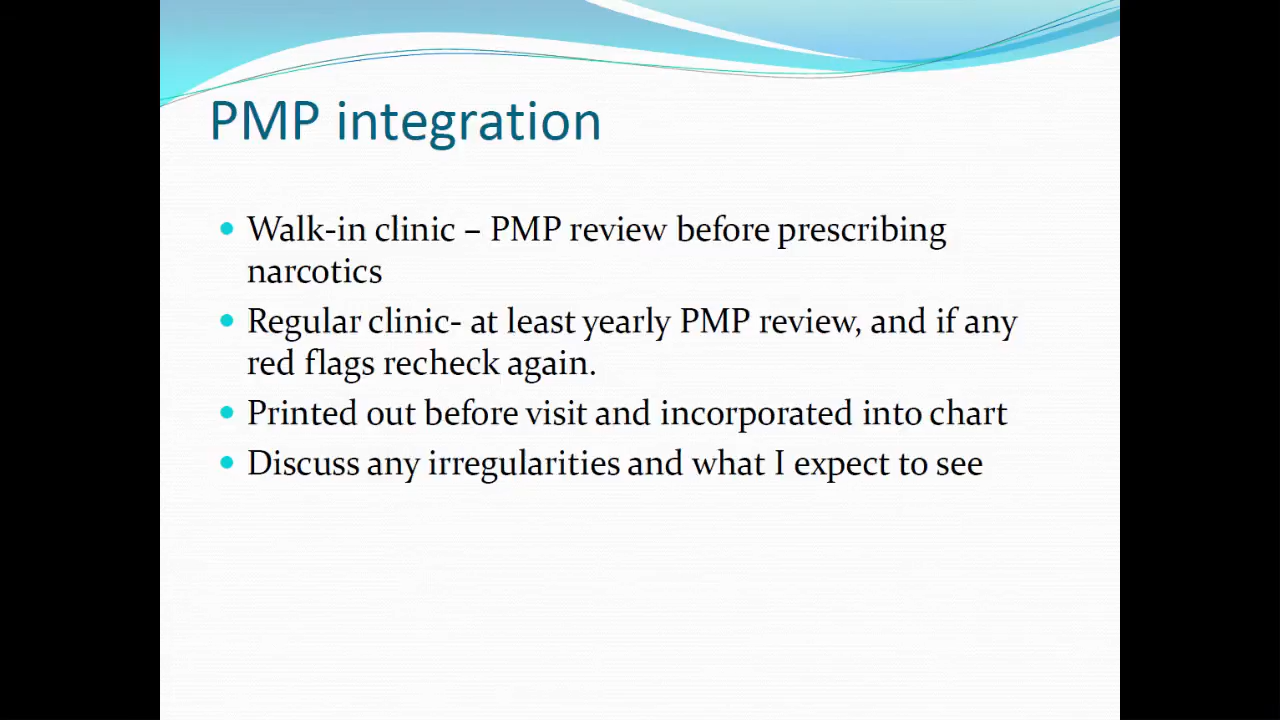 PMP integration
Walk-in clinic – PMP review before prescribing
narcotics
Regular clinic- at least yearly PMP review, and if any
red flags recheck again.
Printed out before visit and incorporated into chart
Discuss any irregularities and what I expect to see